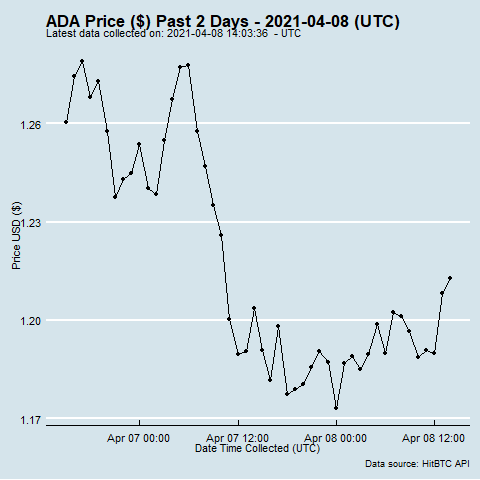 ADA Price ($) Past 2 Days - 2021-04-08 (UTC)
Latest data collected on: 2021-04-08 14:03:36 - UTC
1.26
1.23
1.20
1.17
Price USD ($)
Apr 07 00:00
Apr 07 12:00
Apr 08 00:00
Apr 08 12:00
Date Time Collected (UTC)
Data source: HitBTC API